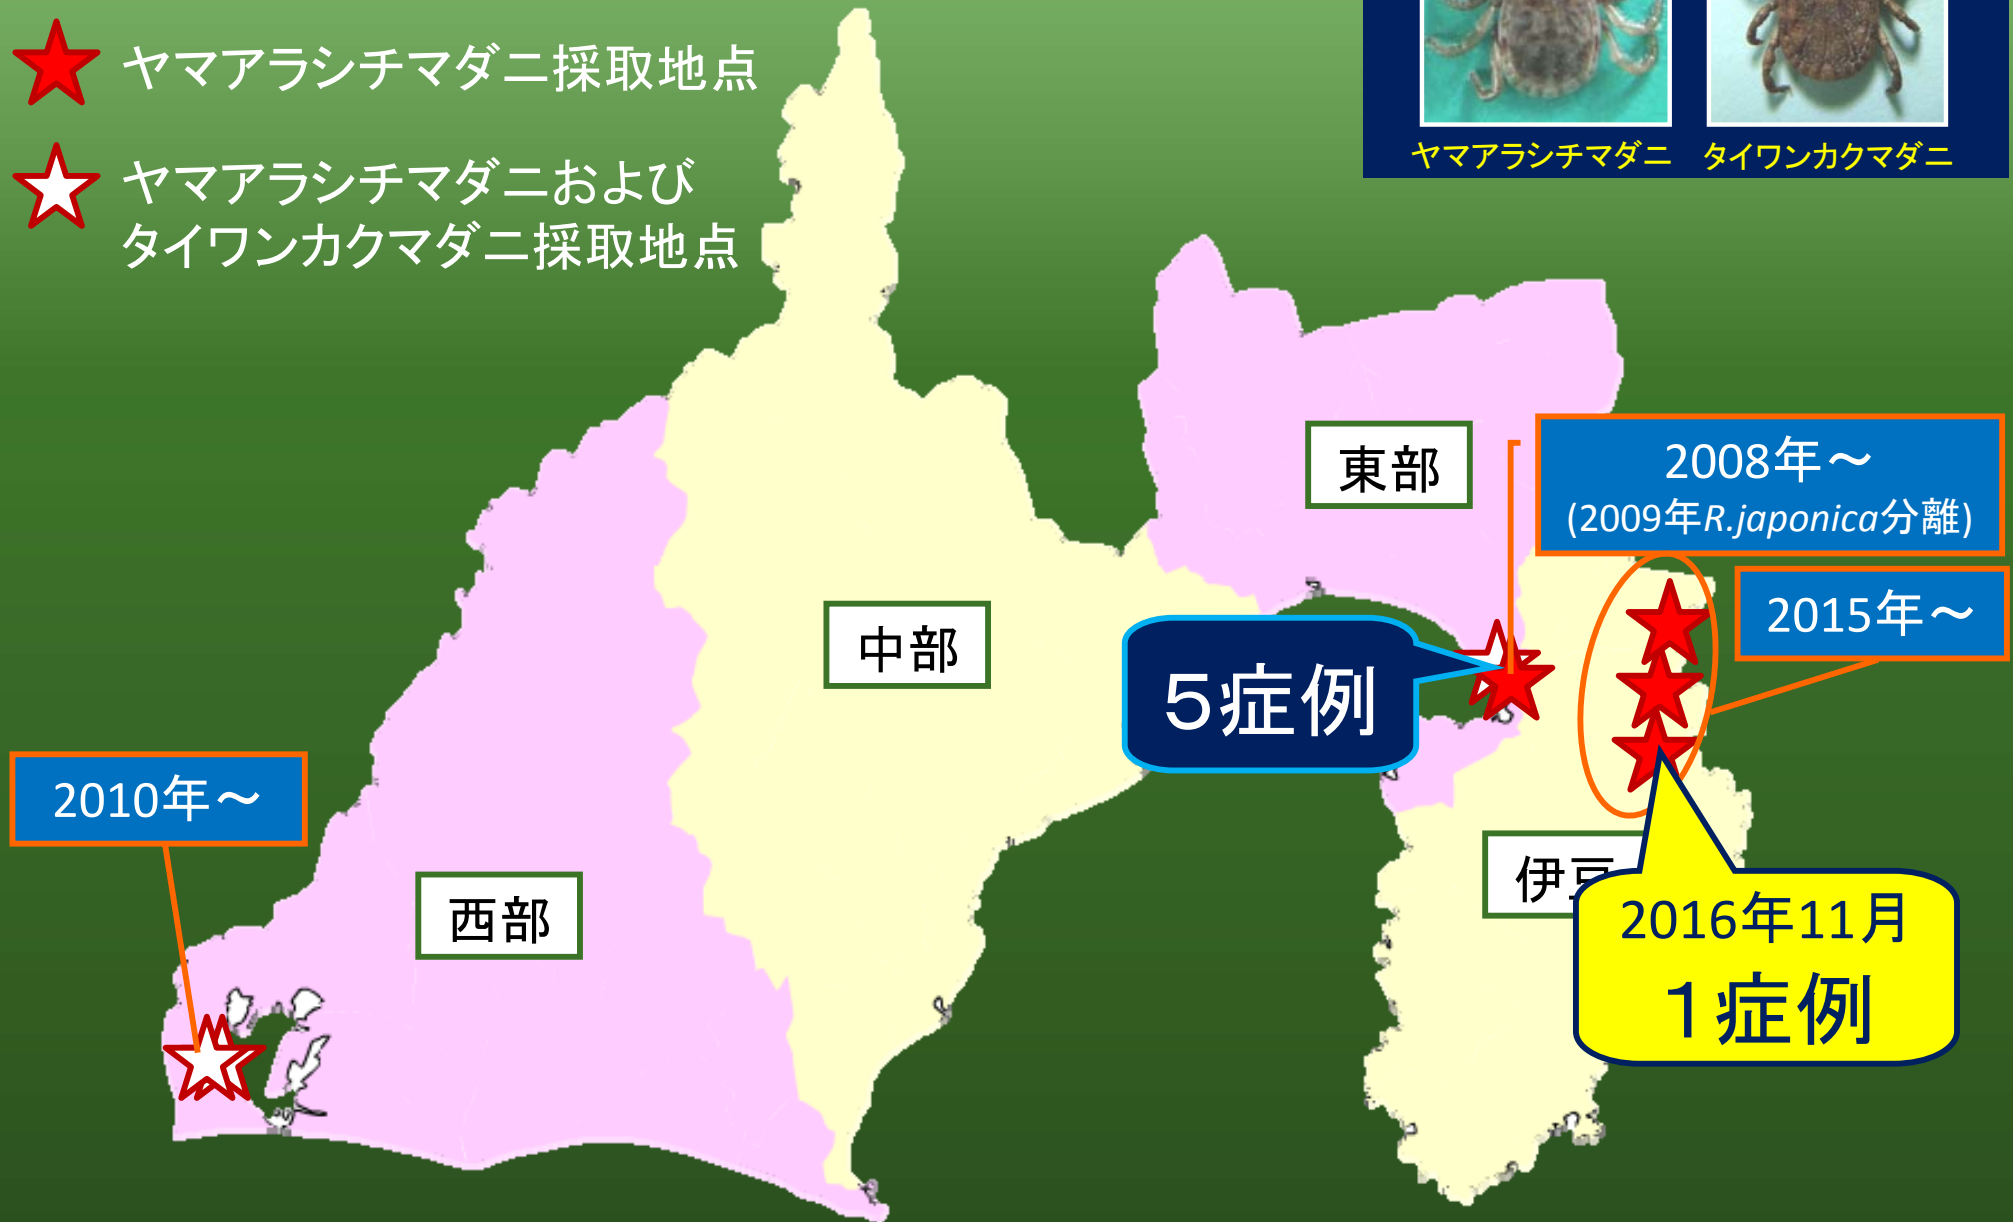 ヤマアラシチマダニ採取地点
ヤマアラシチマダニおよび
タイワンカクマダニ採取地点
ヤマアラシチマダニ タイワンカクマダニ
東部
2008年～
(2009年R.japonica分離)
2015年～
中部
5症例
2010年～
西部
伊豆
2016年11月
1症例